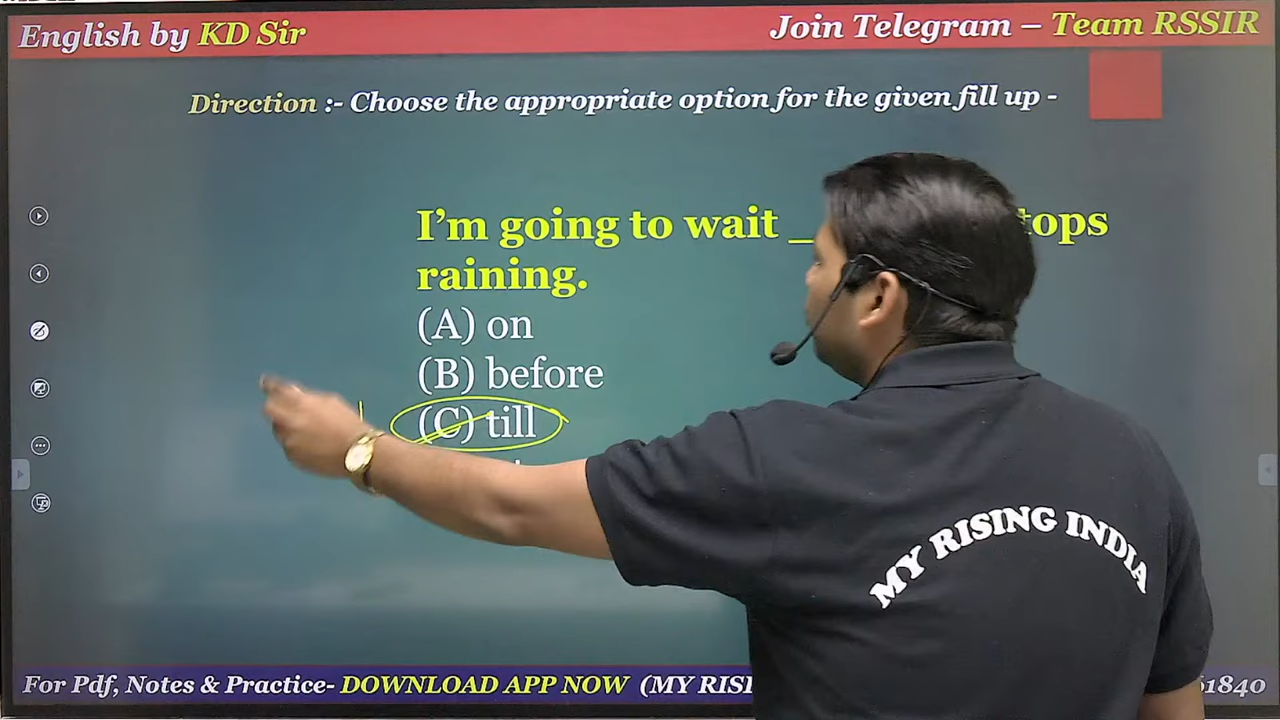 English by KD Sir
Join Telegram – Team RSSIR
Direction :- Choose the appropriate option for the given fill up -
I'm going to wait _ tops
raining.
(A) on
(B) before
(C) till
MY RISING INDIA
For Pdf, Notes & Practice- DOWNLOAD APP NOW (MY RISI 61840